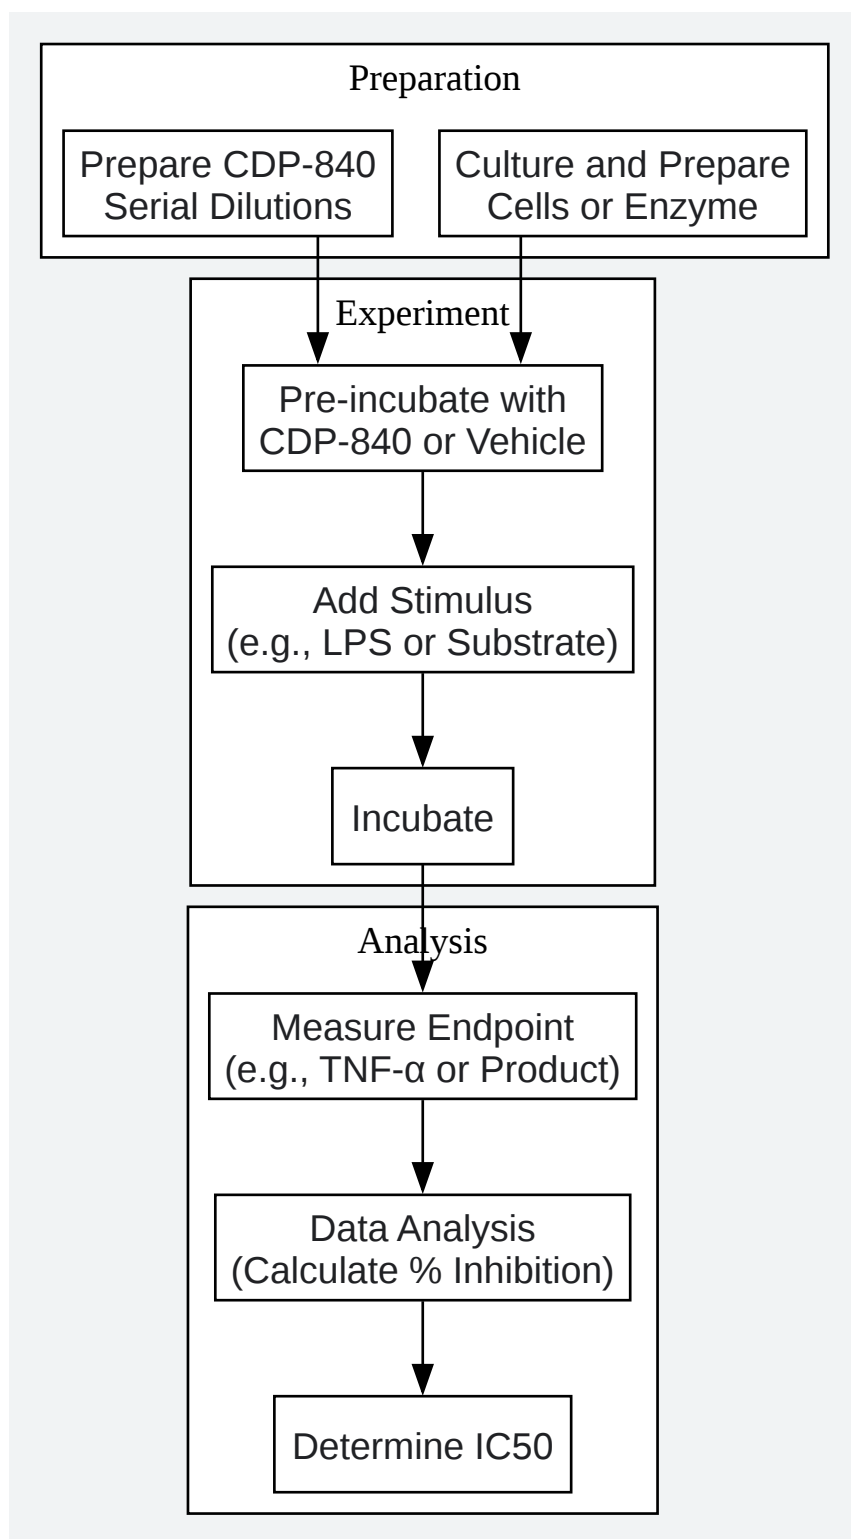 Preparation
Prepare CDP-840
Serial Dilutions
Culture and Prepare
Cells or Enzyme
Experiment
Pre-incubate with
CDP-840 or Vehicle
Add Stimulus
(e.g., LPS or Substrate)
Incubate
Analysis
Measure Endpoint
(e.g., TNF-α or Product)
Data Analysis
(Calculate % Inhibition)
Determine IC50